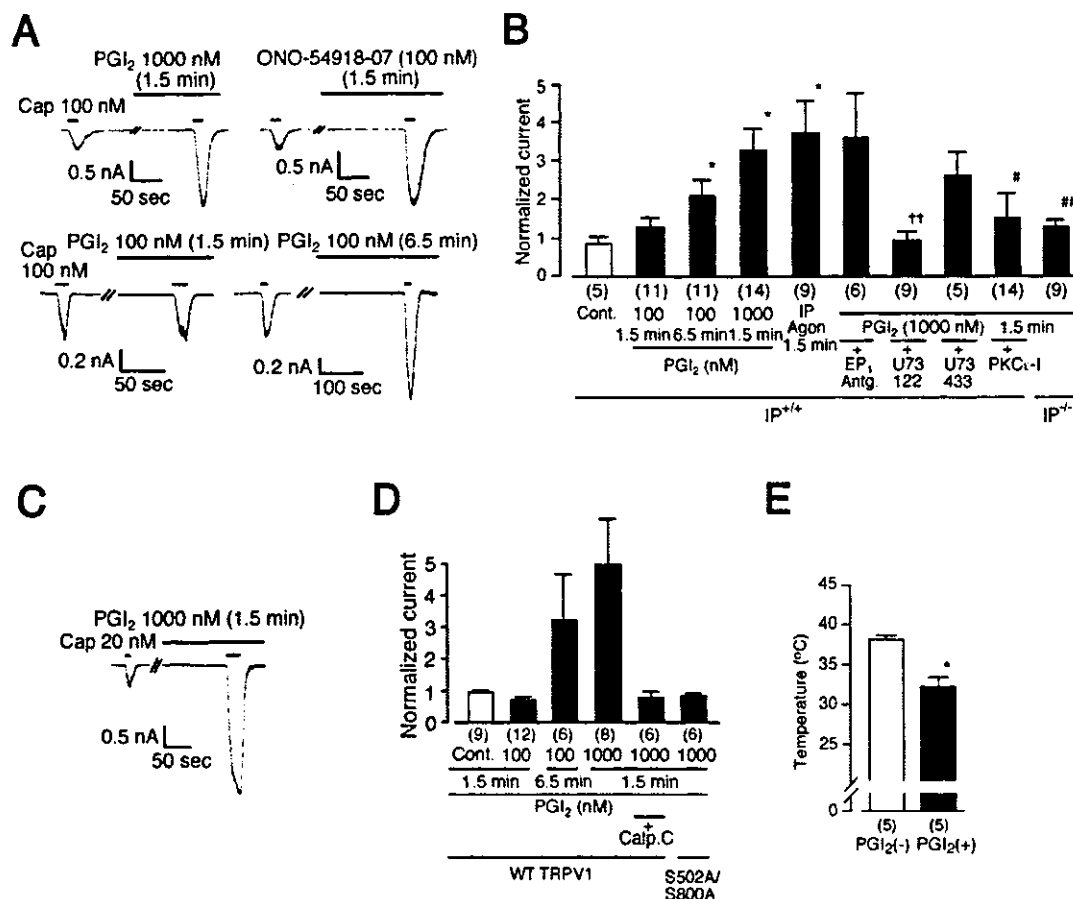 A
PGI2 1000 nM (1.5 min)
ONO-54918-07 (100 nM) (1.5 min)
Cap 100 nM
0.5 nA
50 sec
0.5 nA
50 sec
PGI2 100 nM (1.5 min)
PGI2 100 nM (6.5 min)
Cap 100 nM
0.2 nA
50 sec
0.2 nA
100 sec
B
Normalized current
5
4
3
2
1
0
* * * †† # ##
(5) (11) (11) (14) (9) (6) (9) (5) (14) (9)
Cont. 100 100 1000 IP Agon 1.5 min
1.5 min 6.5 min 1.5 min
PGI2 (nM)
PGI2 (1000 nM) 1.5 min
+ + + +
EP1 Antg. U73 122 U73 433 PKCε-I
IP+/+ IP-/-
C
PGI2 1000 nM (1.5 min)
Cap 20 nM
0.5 nA
50 sec
D
Normalized current
5
4
3
2
1
0
(9) (12) (6) (8) (6) (6)
Cont. 100 100 1000 1000 1000
1.5 min 6.5 min 1.5 min
PGI2 (nM)
+
Calp.C
WT TRPV1
S502A/
S800A
E
Temperature (°C)
45
40
35
30
25
0
*
(5) (5)
PGI2(-) PGI2(+)